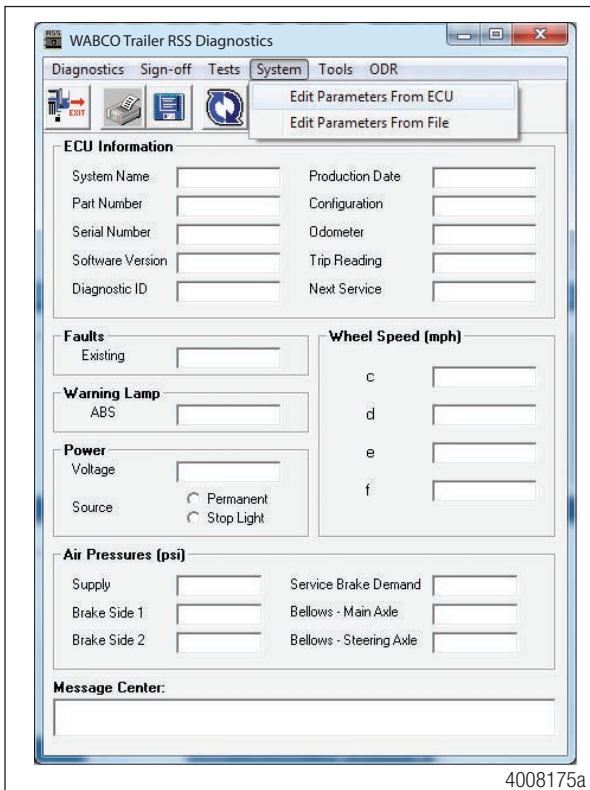 RSS WABCO Trailer RSS Diagnostics
Diagnostics Sign-off Tests System Tools ODR
EXIT
Edit Parameters From ECU
Edit Parameters From File
ECU Information
System Name Production Date
Part Number Configuration
Serial Number Odometer
Software Version Trip Reading
Diagnostic ID Next Service
Faults
Existing
Warning Lamp
ABS
Power
Voltage
Source Permanent
Stop Light
Wheel Speed (mph)
c
d
e
f
Air Pressures (psi)
Supply Service Brake Demand
Brake Side 1 Bellows - Main Axle
Brake Side 2 Bellows - Steering Axle
Message Center:
4008175a